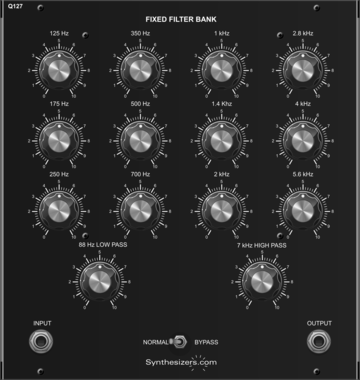 Q127
FIXED FILTER BANK
125 Hz 350 Hz 1 kHz 2.8 kHz
175 Hz 500 Hz 1.4 Khz 4 kHz
250 Hz 700 Hz 2 kHz 5.6 kHz
88 Hz LOW PASS 7 kHz HIGH PASS
INPUT OUTPUT
NORMAL BYPASS
Synthesizers.com